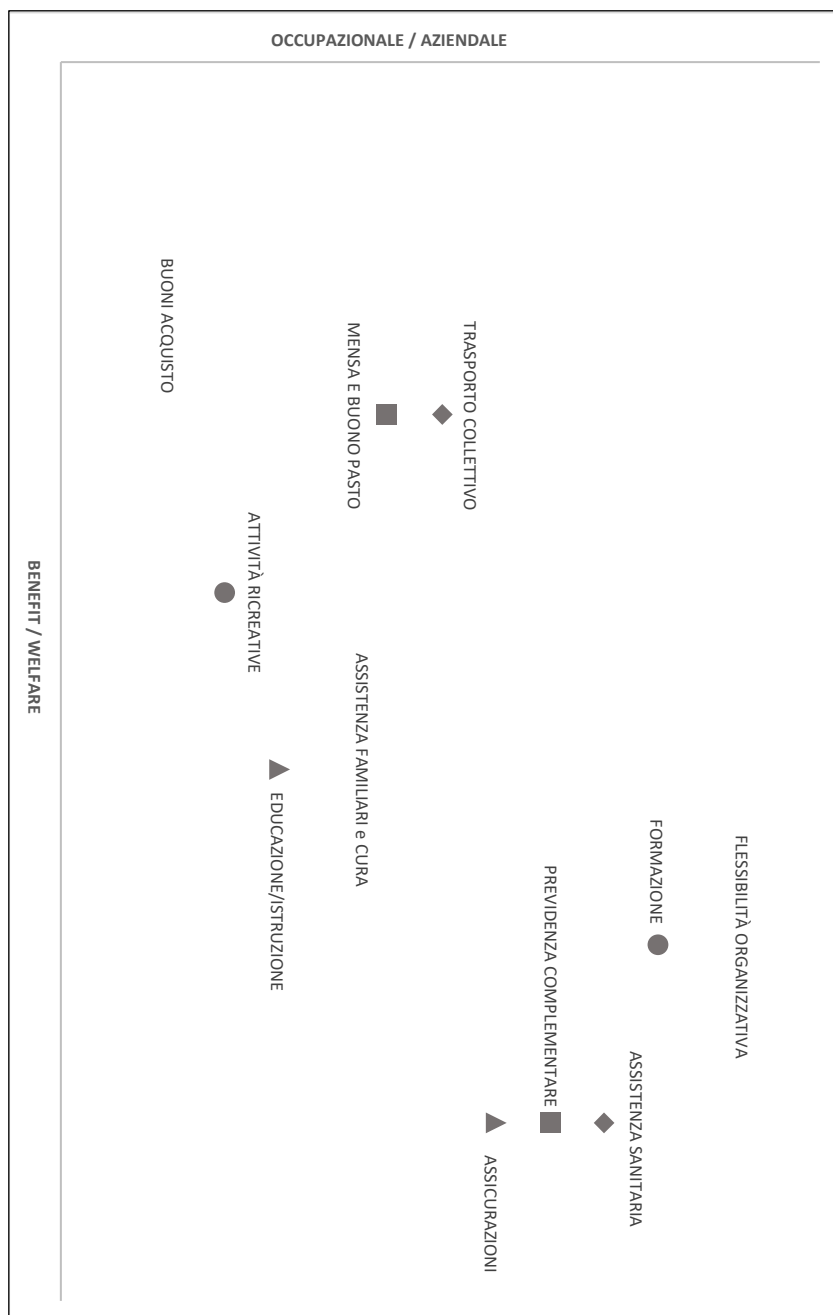 OCCUPAZIONALE / AZIENDALE
FLESSIBILITÀ ORGANIZZATIVA
FORMAZIONE
ASSISTENZA SANITARIA
PREVIDENZA COMPLEMENTARE
ASSICURAZIONI
TRASPORTO COLLETTIVO
ASSISTENZA FAMILIARI e CURA
MENSA E BUONO PASTO
EDUCAZIONE/ISTRUZIONE
ATTIVITÀ RICREATIVE
BUONI ACQUISTO
BENEFIT / WELFARE